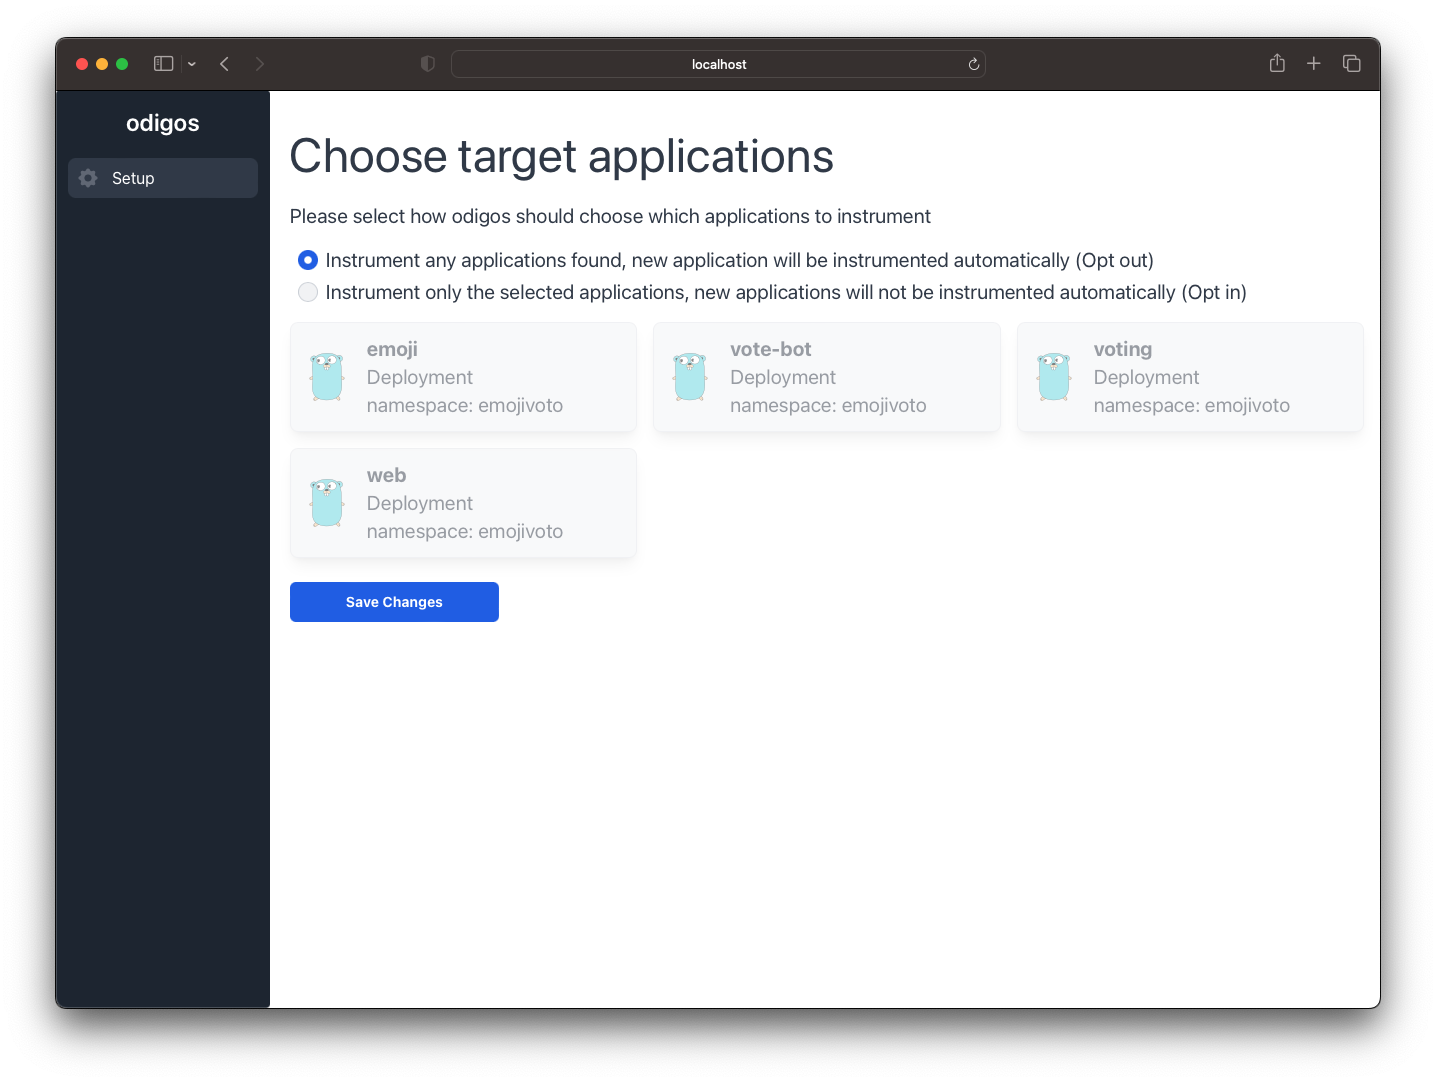 localhost
odigos
Setup
Choose target applications
Please select how odigos should choose which applications to instrument
Instrument any applications found, new application will be instrumented automatically (Opt out)
Instrument only the selected applications, new applications will not be instrumented automatically (Opt in)
emoji
Deployment
namespace: emojivoto
vote-bot
Deployment
namespace: emojivoto
voting
Deployment
namespace: emojivoto
web
Deployment
namespace: emojivoto
Save Changes